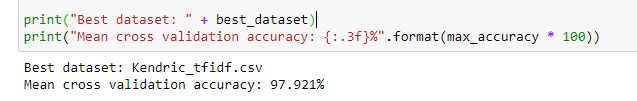 print("Best dataset: " + best_dataset)
print("Mean cross validation accuracy: {:.3f}%".format(max_accuracy * 100))
Best dataset: Kendric_tfidf.csv
Mean cross validation accuracy: 97.921%